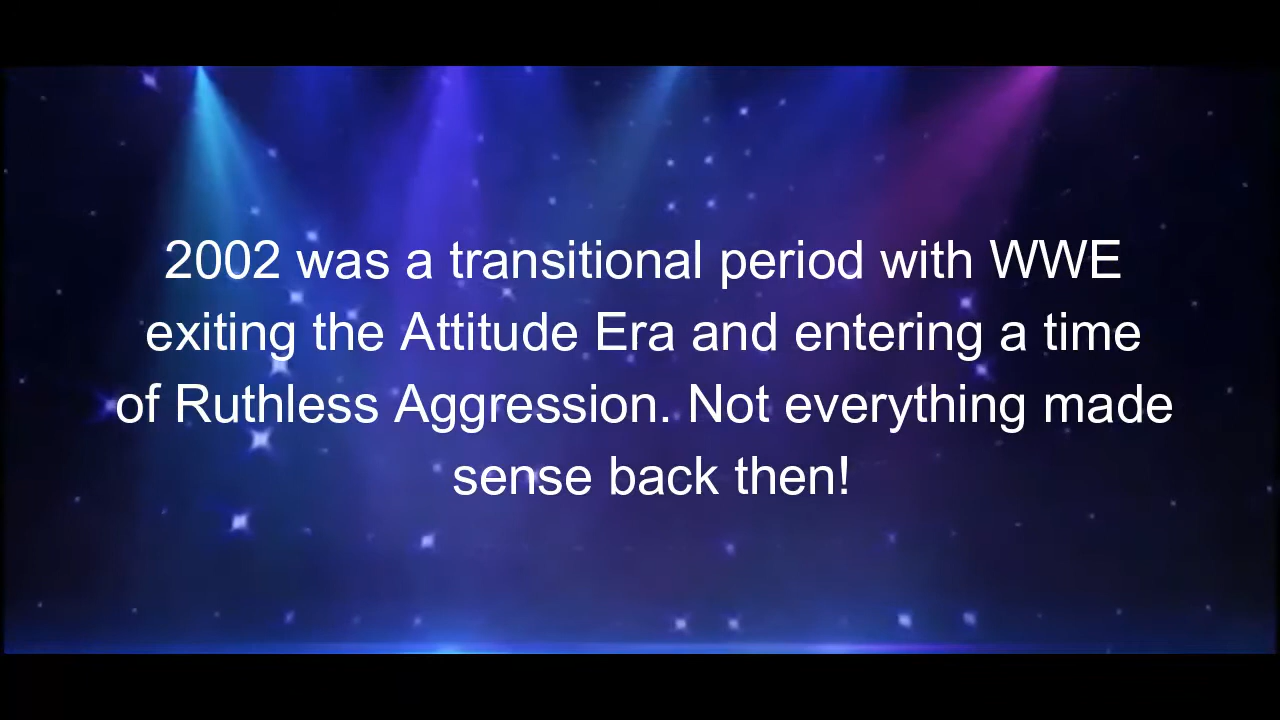 2002 was a transitional period with WWE
exiting the Attitude Era and entering a time
of Ruthless Aggression. Not everything made
sense back then!